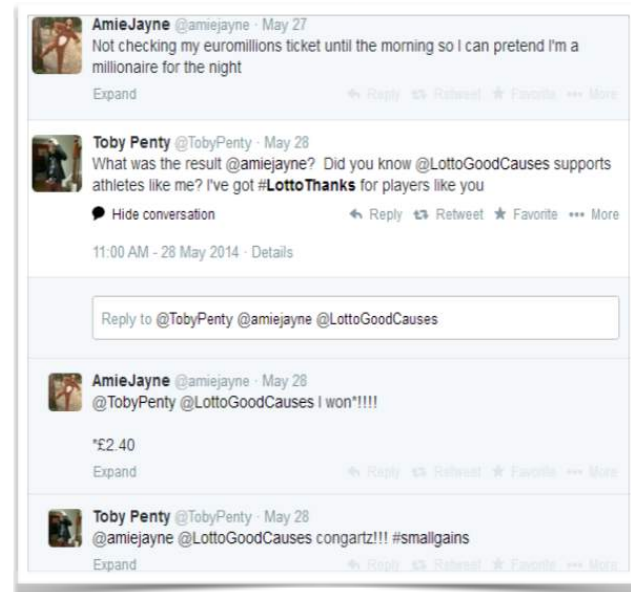 AmieJayne @amiejayne · May 27
Not checking my euromillions ticket until the morning so I can pretend I'm a
millionaire for the night
Expand Reply Retweet Favorite More
Toby Penty @TobyPenty · May 28
What was the result @amiejayne? Did you know @LottoGoodCauses supports
athletes like me? I've got #LottoThanks for players like you
Hide conversation Reply Retweet Favorite More
11:00 AM - 28 May 2014 · Details
Reply to @TobyPenty @amiejayne @LottoGoodCauses
AmieJayne @amiejayne · May 28
@TobyPenty @LottoGoodCauses I won*!!!!
*£2.40
Expand Reply Retweet Favorite More
Toby Penty @TobyPenty · May 28
@amiejayne @LottoGoodCauses congartz!!! #smallgains
Expand Reply Retweet Favorite More